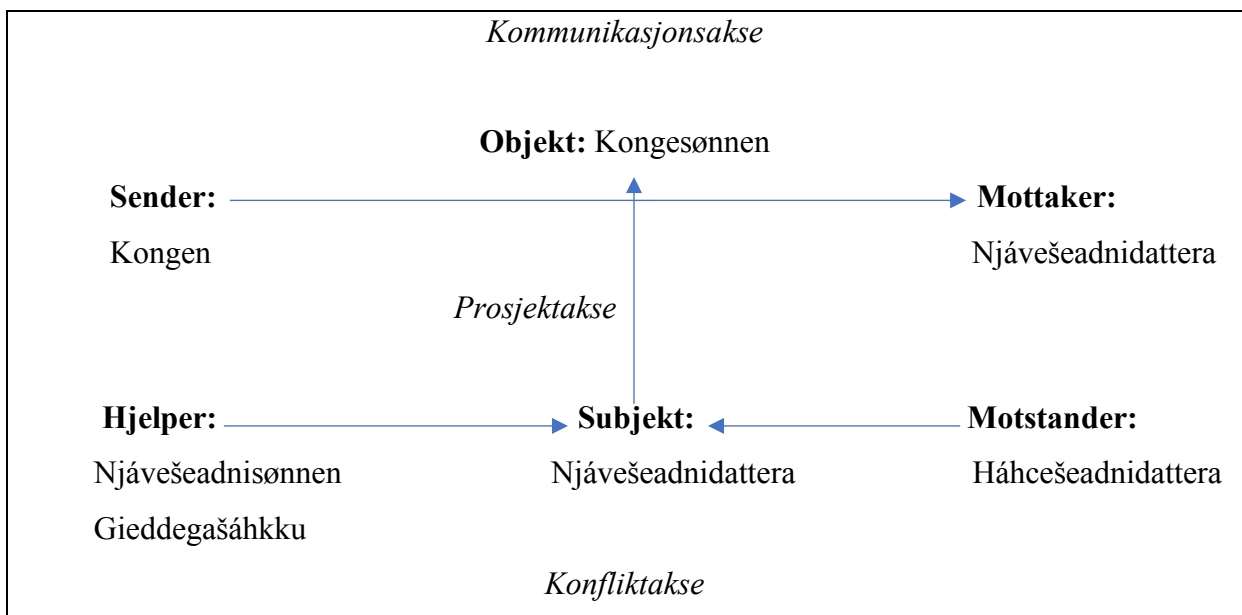 Kommunikasjonsakse
Objekt: Kongesønnen
Sender: Mottaker:
Kongen Njávešeadnidattera
Prosjektakse
Hjelper: Subjekt: Motstander:
Njávešeadnisønnen Njávešeadnidattera Háhcešeadnidattera
Gieddegašáhkku
Konfliktakse